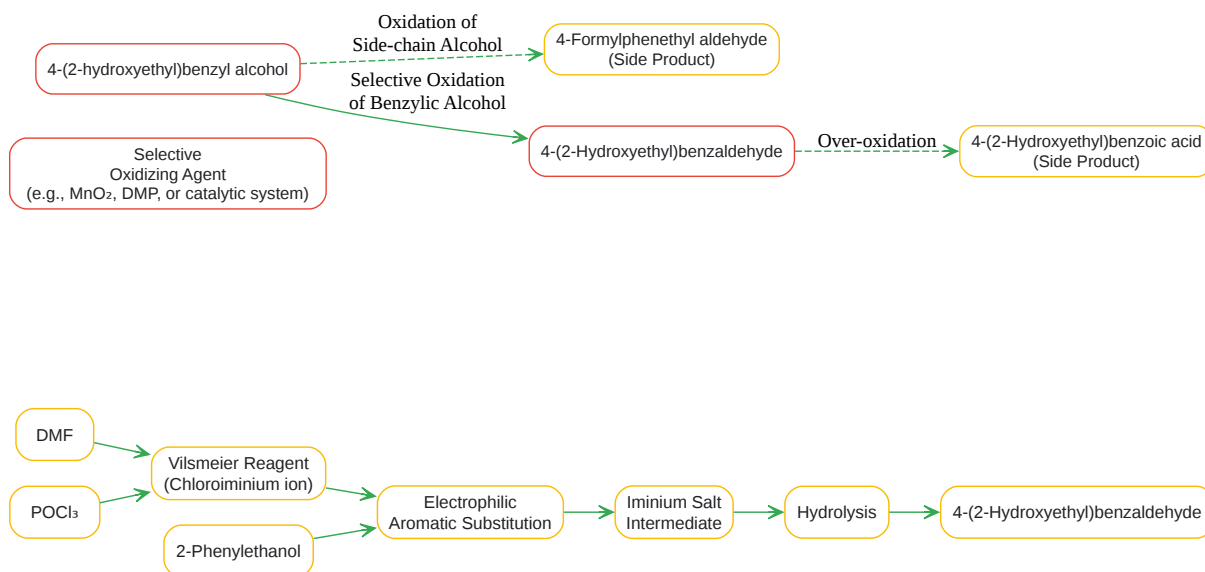 Oxidation of
Side-chain Alcohol
4-Formylphenethyl aldehyde
(Side Product)
4-(2-hydroxyethyl)benzyl alcohol
Selective Oxidation
of Benzylic Alcohol
4-(2-Hydroxyethyl)benzaldehyde
Over-oxidation
4-(2-Hydroxyethyl)benzoic acid
(Side Product)
Selective
Oxidizing Agent
(e.g., MnO₂, DMP, or catalytic system)
DMF
POCl₃
Vilsmeier Reagent
(Chloroiminium ion)
2-Phenylethanol
Electrophilic
Aromatic Substitution
Iminium Salt
Intermediate
Hydrolysis
4-(2-Hydroxyethyl)benzaldehyde